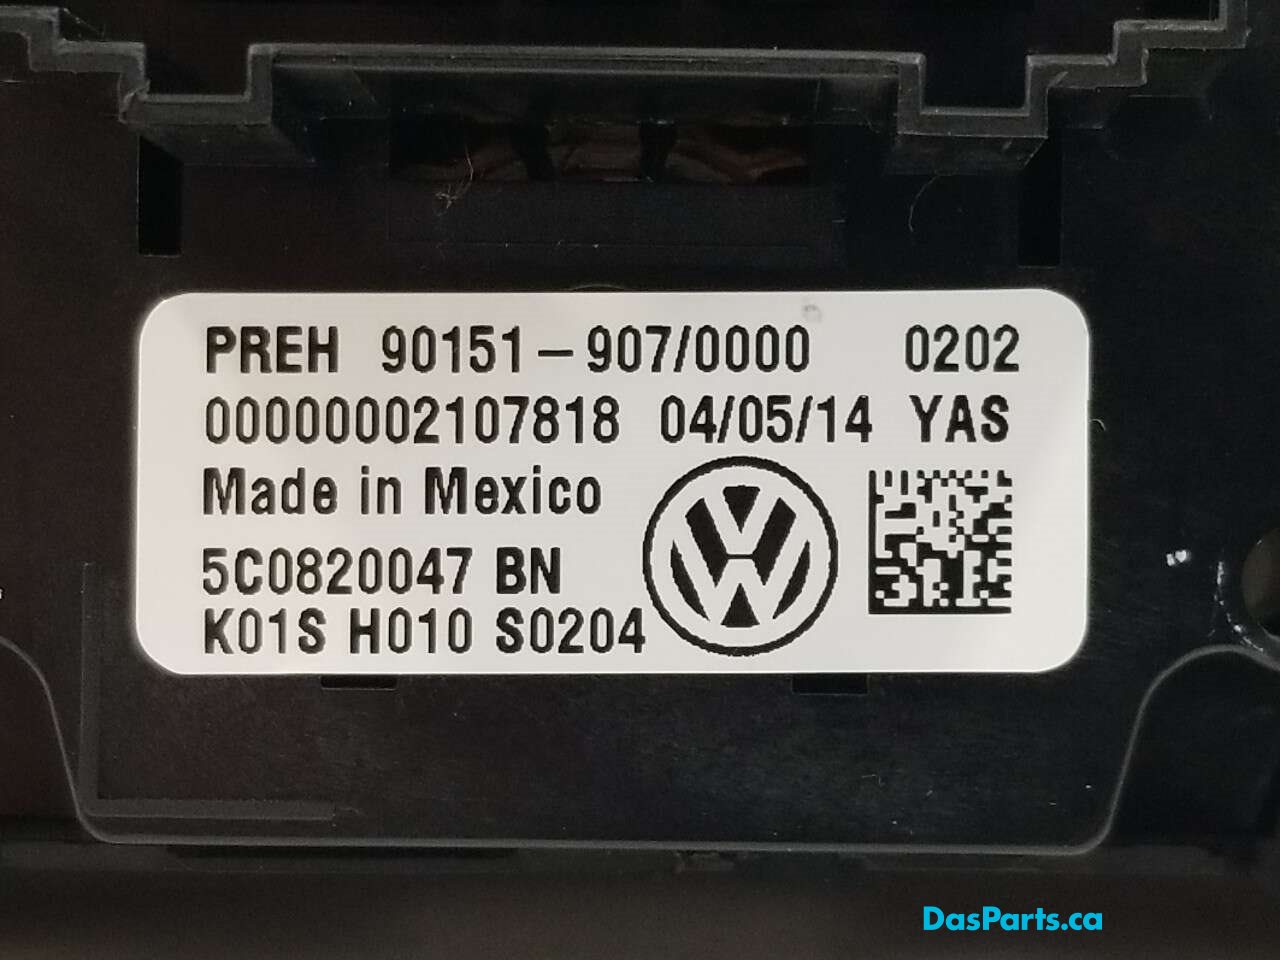 PREH 90151-907/0000 0202
00000002107818 04/05/14 YAS
Made in Mexico
5C0820047 BN
K01S H010 S0204
DasParts.ca